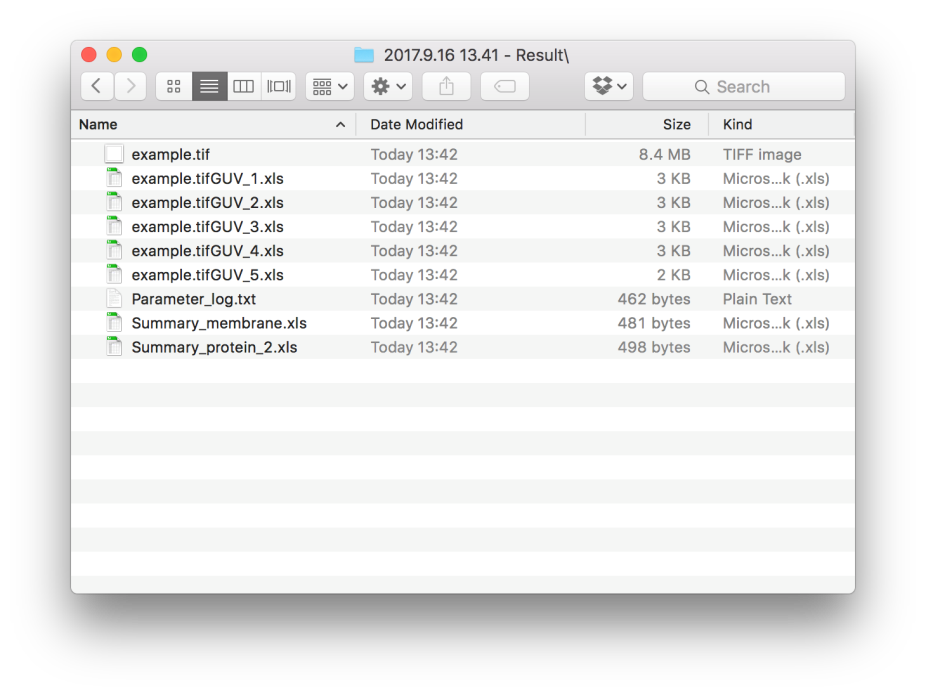 2017.9.16 13.41 - Result\
Search
Name Date Modified Size Kind
example.tif Today 13:42 8.4 MB TIFF image
example.tifGUV_1.xls Today 13:42 3 KB Micros...k (.xls)
example.tifGUV_2.xls Today 13:42 3 KB Micros...k (.xls)
example.tifGUV_3.xls Today 13:42 3 KB Micros...k (.xls)
example.tifGUV_4.xls Today 13:42 3 KB Micros...k (.xls)
example.tifGUV_5.xls Today 13:42 2 KB Micros...k (.xls)
Parameter_log.txt Today 13:42 462 bytes Plain Text
Summary_membrane.xls Today 13:42 481 bytes Micros...k (.xls)
Summary_protein_2.xls Today 13:42 498 bytes Micros...k (.xls)